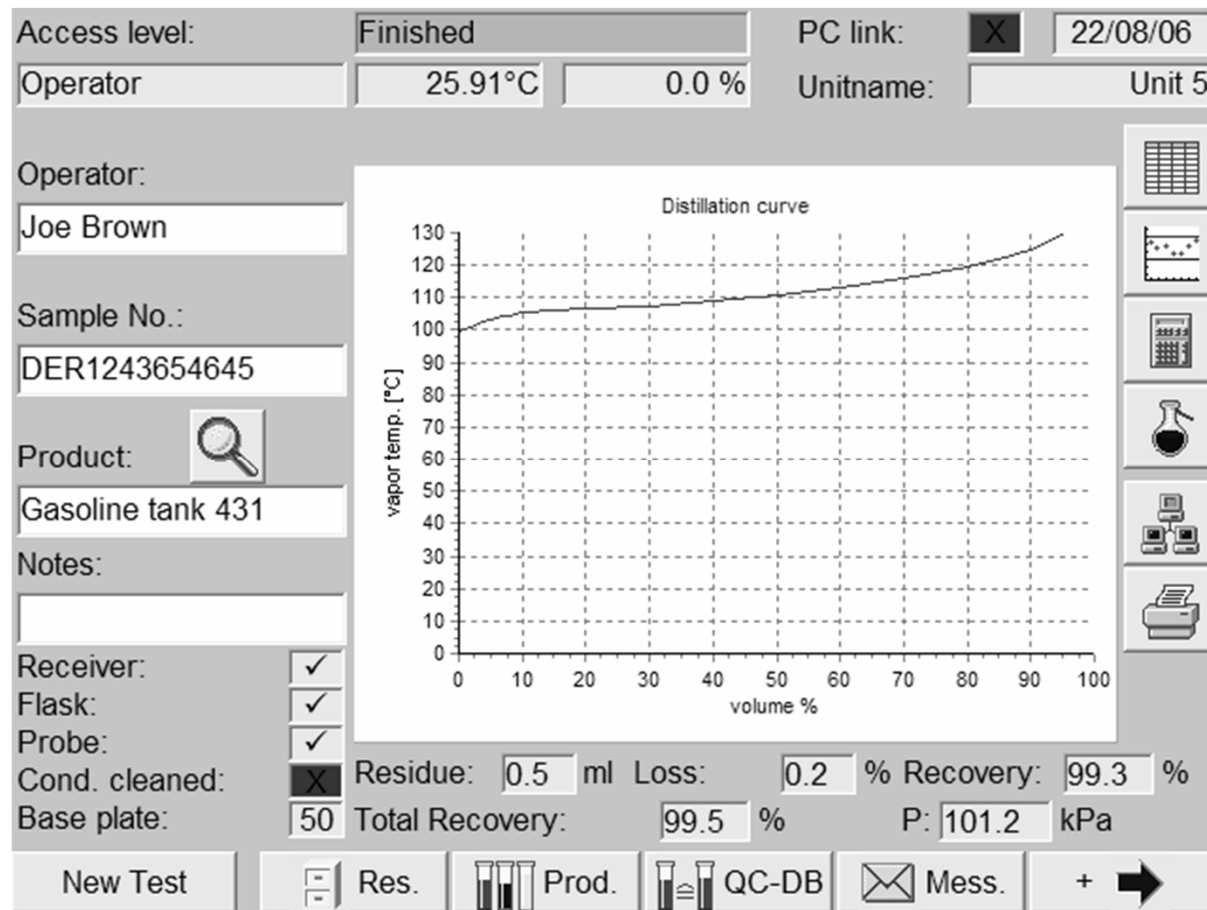 Access level: Finished PC link: X 22/08/06
Operator 25.91°C 0.0 % Unitname: Unit 5
Operator:
Joe Brown
Sample No.:
DER1243654645
Product:
Gasoline tank 431
Notes:
Receiver: ✓
Flask: ✓
Probe: ✓
Cond. cleaned: X
Base plate: 50
Distillation curve
vapor temp. [°C]
130
120
110
100
90
80
70
60
50
40
30
20
10
0
0 10 20 30 40 50 60 70 80 90 100
volume %
Residue: 0.5 ml Loss: 0.2 % Recovery: 99.3 %
Total Recovery: 99.5 % P: 101.2 kPa
New Test Res. Prod. QC-DB Mess. +